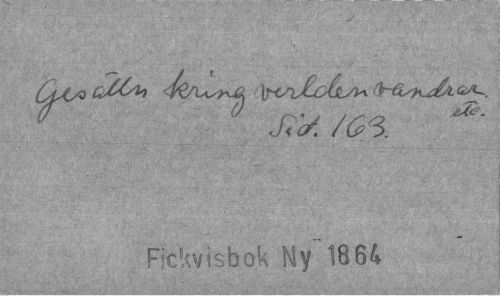 Gesälln kring verlden vandrar
etc.
Sid. 163.
Fickvisbok Ny 1864